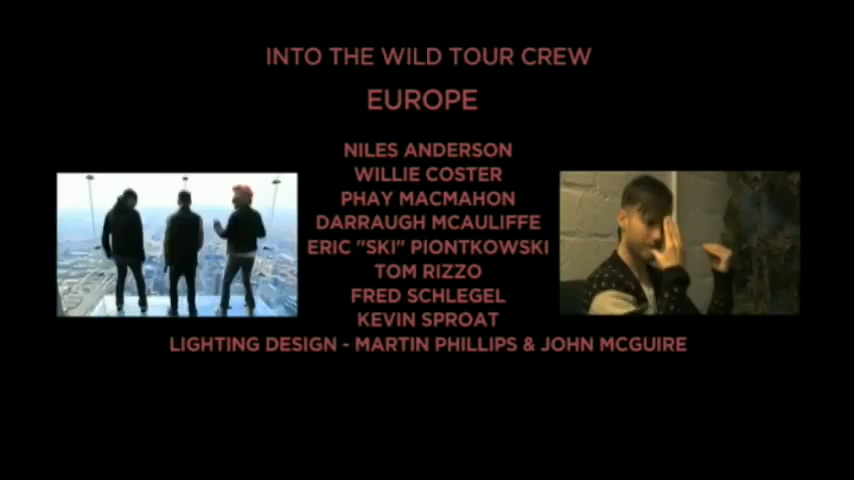 INTO THE WILD TOUR CREW
EUROPE
NILES ANDERSON
WILLIE COSTER
PHAY MACMAHON
DARRAUGH MCAULIFFE
ERIC "SKI" PIONTKOWSKI
TOM RIZZO
FRED SCHLEGEL
KEVIN SPROAT
LIGHTING DESIGN - MARTIN PHILLIPS & JOHN MCGUIRE